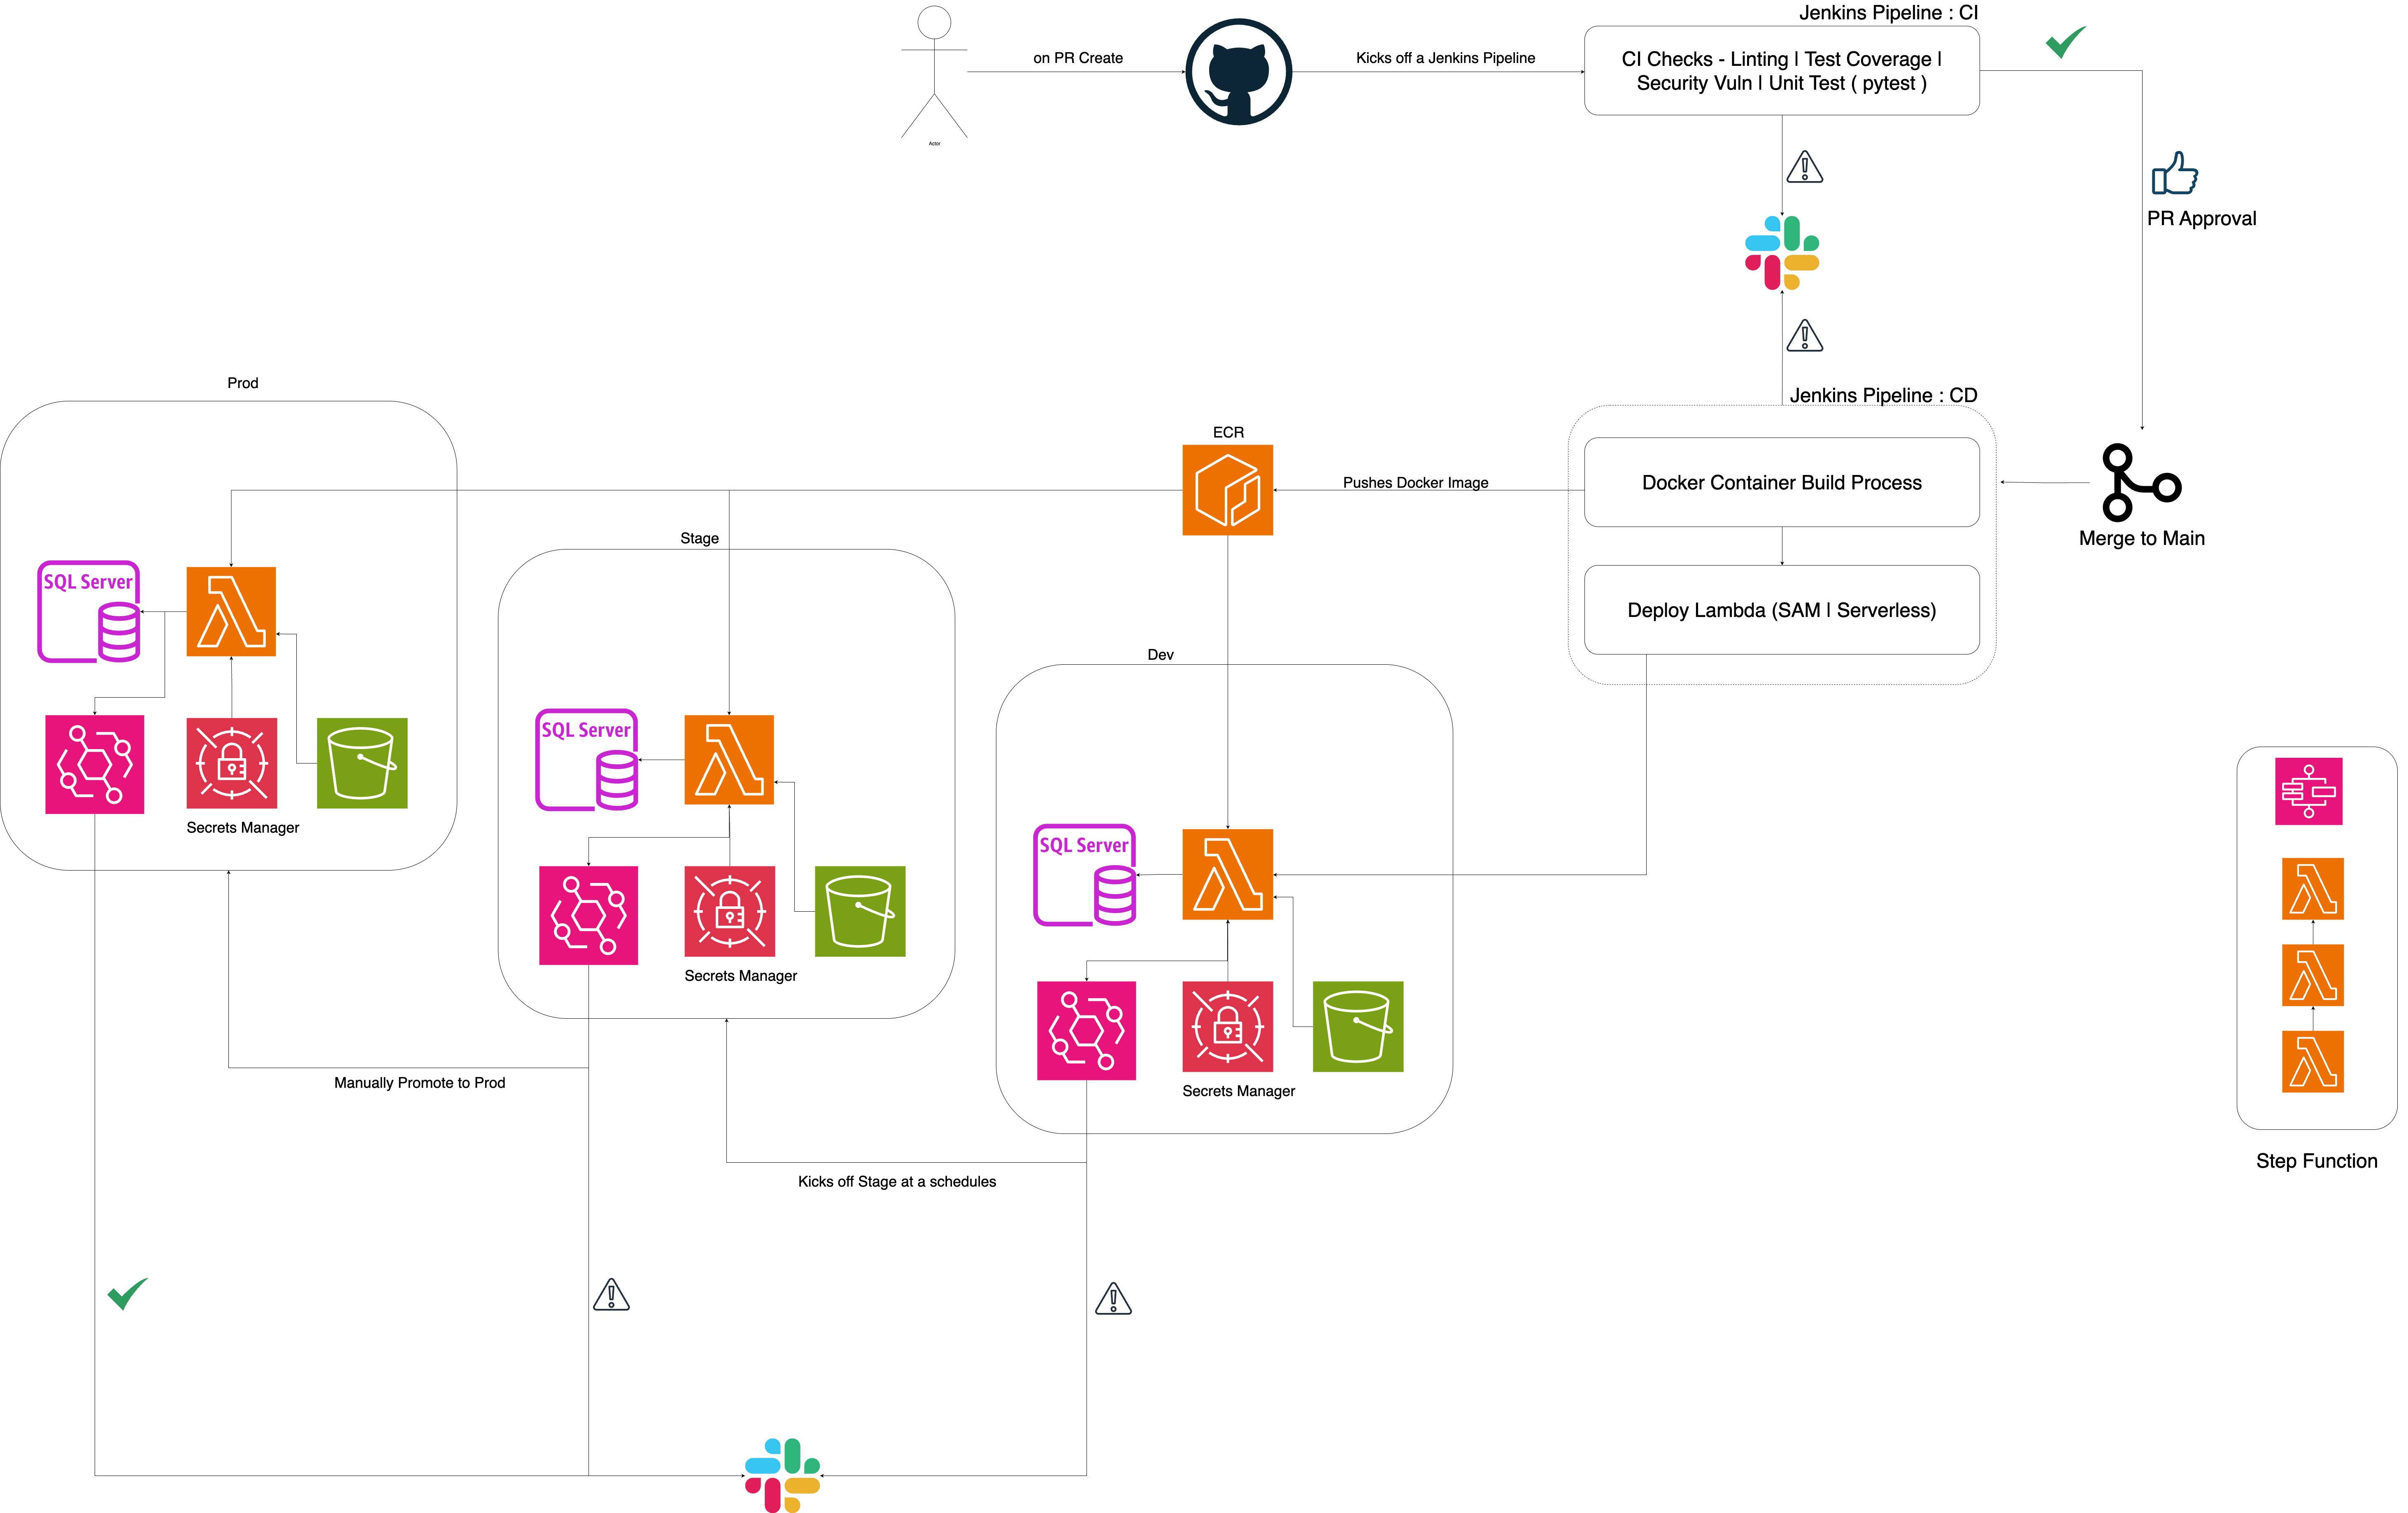 Jenkins Pipeline : CI
on PR Create
Kicks off a Jenkins Pipeline
CI Checks - Linting | Test Coverage |
Security Vuln | Unit Test ( pytest )
Actor
PR Approval
Prod
Jenkins Pipeline : CD
ECR
Pushes Docker Image
Docker Container Build Process
Merge to Main
Stage
SQL Server
Deploy Lambda (SAM | Serverless)
Dev
SQL Server
Secrets Manager
SQL Server
Secrets Manager
Manually Promote to Prod
Secrets Manager
Kicks off Stage at a schedules
Step Function